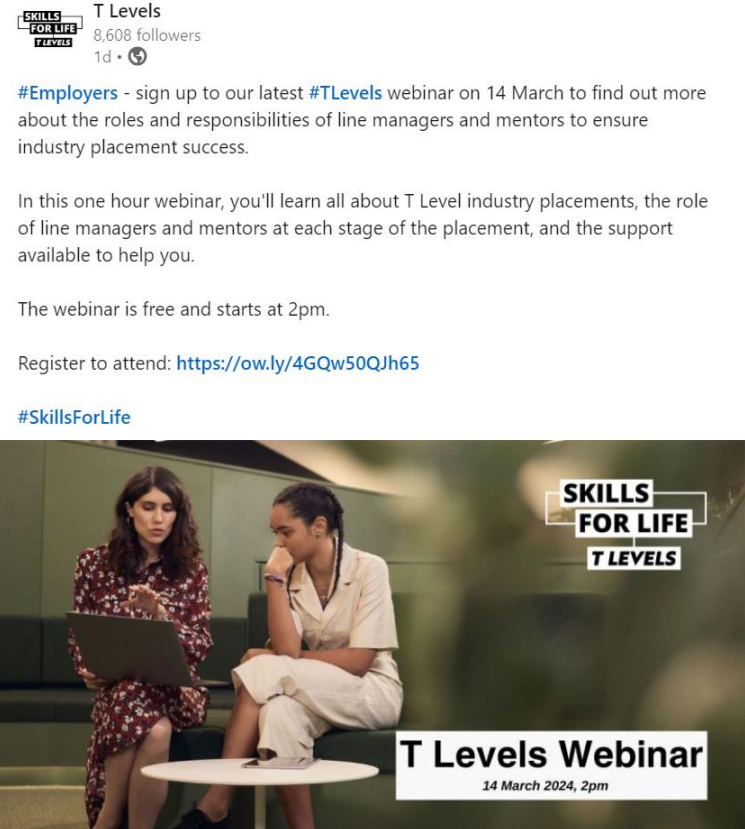 SKILLS
FOR LIFE
T LEVELS
T Levels
8,608 followers
1d •
#Employers - sign up to our latest #TLevels webinar on 14 March to find out more
about the roles and responsibilities of line managers and mentors to ensure
industry placement success.
In this one hour webinar, you'll learn all about T Level industry placements, the role
of line managers and mentors at each stage of the placement, and the support
available to help you.
The webinar is free and starts at 2pm.
Register to attend: https://ow.ly/4GQw50QJh65
#SkillsForLife
SKILLS
FOR LIFE
T LEVELS
T Levels Webinar
14 March 2024, 2pm